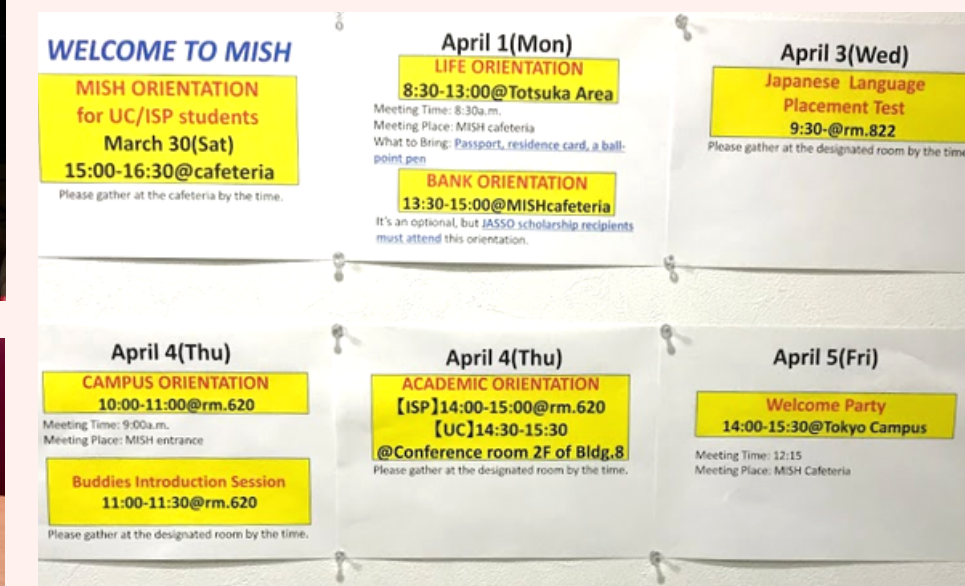 WELCOME TO MISH
MISH ORIENTATION
for UC/ISP students
March 30(Sat)
15:00-16:30@cafeteria
Please gather at the cafeteria by the time.
April 1(Mon)
LIFE ORIENTATION
8:30-13:00@Totsuka Area
Meeting Time: 8:30a.m.
Meeting Place: MISH cafeteria
What to Bring: Passport, residence card, a ball-
point pen
BANK ORIENTATION
13:30-15:00@MISHcafeteria
It's an optional, but JASSO scholarship recipients
must attend this orientation.
April 3(Wed)
Japanese Language
Placement Test
9:30-@rm.822
Please gather at the designated room by the time
April 4(Thu)
CAMPUS ORIENTATION
10:00-11:00@rm.620
Meeting Time: 9:00a.m.
Meeting Place: MISH entrance
Buddies Introduction Session
11:00-11:30@rm.620
Please gather at the designated room by the time.
April 4(Thu)
ACADEMIC ORIENTATION
【ISP】14:00-15:00@rm.620
【UC】14:30-15:30
@Conference room 2F of Bldg.8
Please gather at the designated room by the time.
April 5(Fri)
Welcome Party
14:00-15:30@Tokyo Campus
Meeting Time: 12:15
Meeting Place: MISH Cafeteria